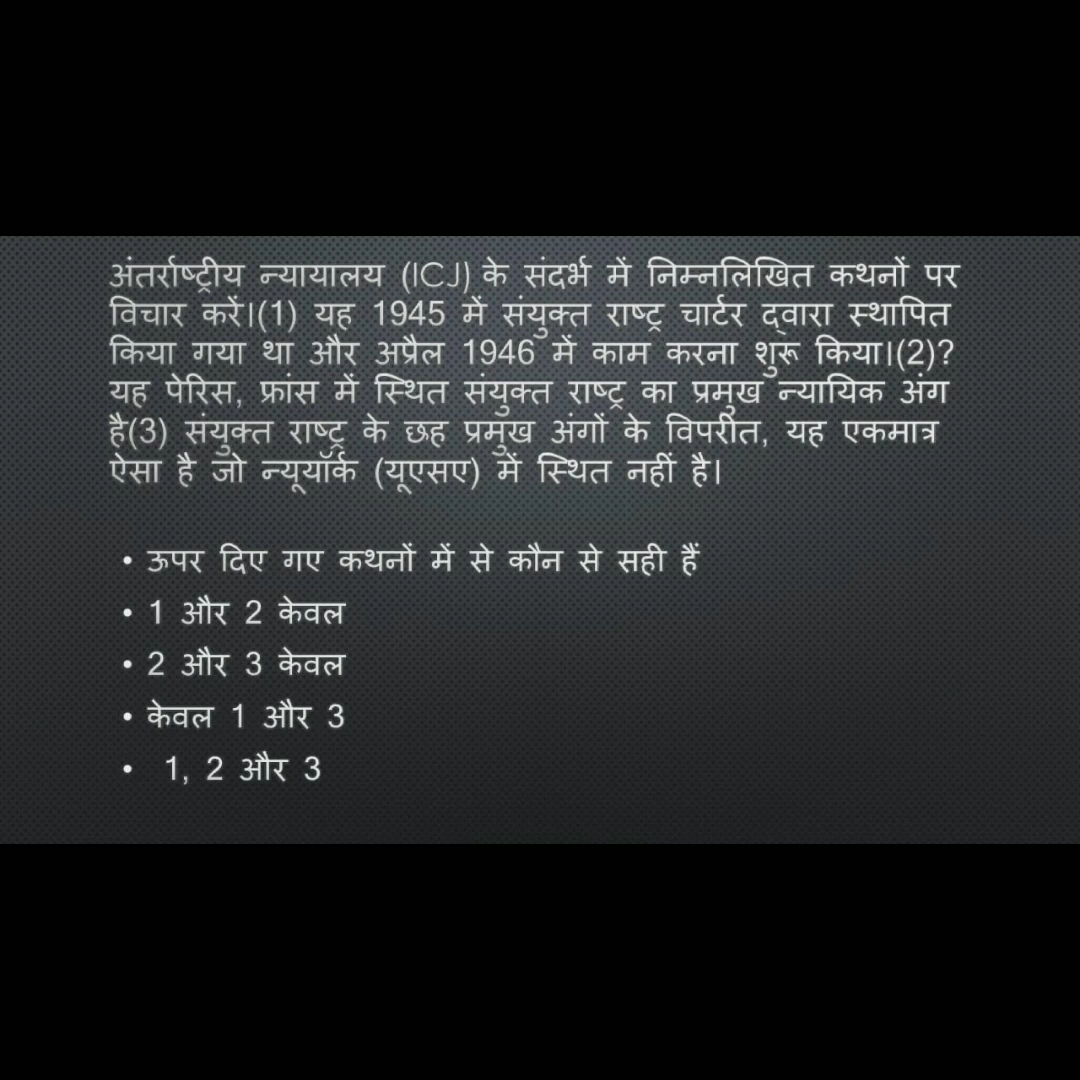 अंतर्राष्ट्रीय न्यायालय (ICJ) के संदर्भ में निम्नलिखित कथनों पर
विचार करें।(1) यह 1945 में संयुक्त राष्ट्र चार्टर द्वारा स्थापित
किया गया था और अप्रैल 1946 में काम करना शुरू किया।(2)?
यह पेरिस, फ्रांस में स्थित संयुक्त राष्ट्र का प्रमुख न्यायिक अंग
है(3) संयुक्त राष्ट्र के छह प्रमुख अंगों के विपरीत, यह एकमात्र
ऐसा है जो न्यूयॉर्क (यूएसए) में स्थित नहीं है।
• ऊपर दिए गए कथनों में से कौन से सही हैं
• 1 और 2 केवल
• 2 और 3 केवल
• केवल 1 और 3
• 1, 2 और 3